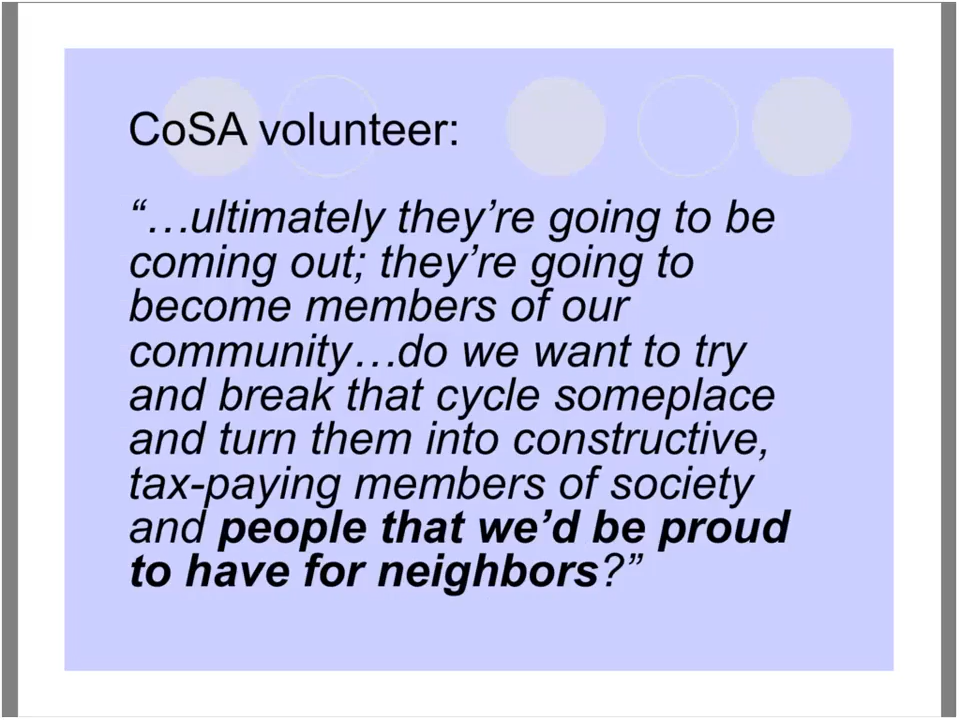 CoSA volunteer:
“…ultimately they’re going to be
coming out; they’re going to
become members of our
community…do we want to try
and break that cycle someplace
and turn them into constructive,
tax-paying members of society
and people that we’d be proud
to have for neighbors?”